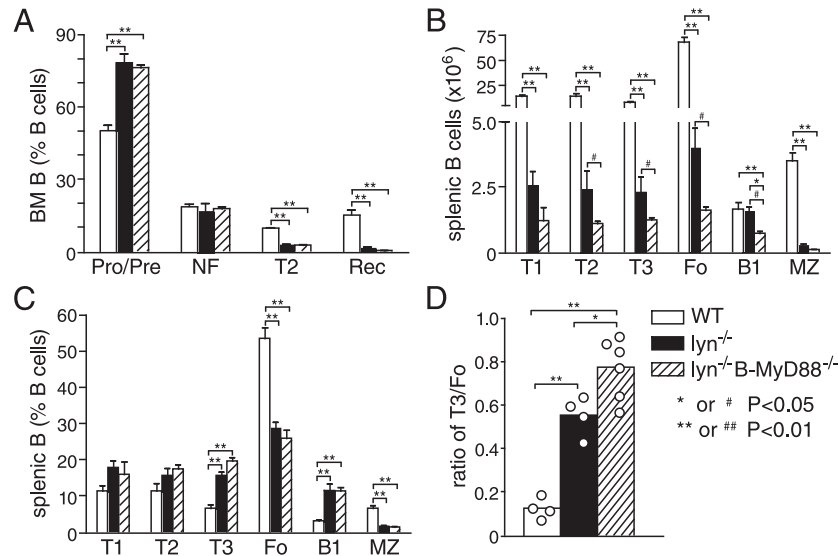 A
BM B (% B cells)
90
60
30
0
** **
** **
** **
Pro/Pre NF T2 Rec
B
splenic B cells (x10⁶)
75
50
25
5.0
2.5
0
** ** ** ** **
** ** ** ** ** **
# # # * **
#
T1 T2 T3 Fo B1 MZ
C
splenic B (% B cells)
60
50
40
30
20
10
0
** ** ** ** **
** ** ** **
T1 T2 T3 Fo B1 MZ
D
ratio of T3/Fo
1.0
0.8
0.6
0.4
0.2
0
**
*
**
WT
lyn⁻/⁻
lyn⁻/⁻B-MyD88⁻/⁻
* or # P<0.05
** or ## P<0.01